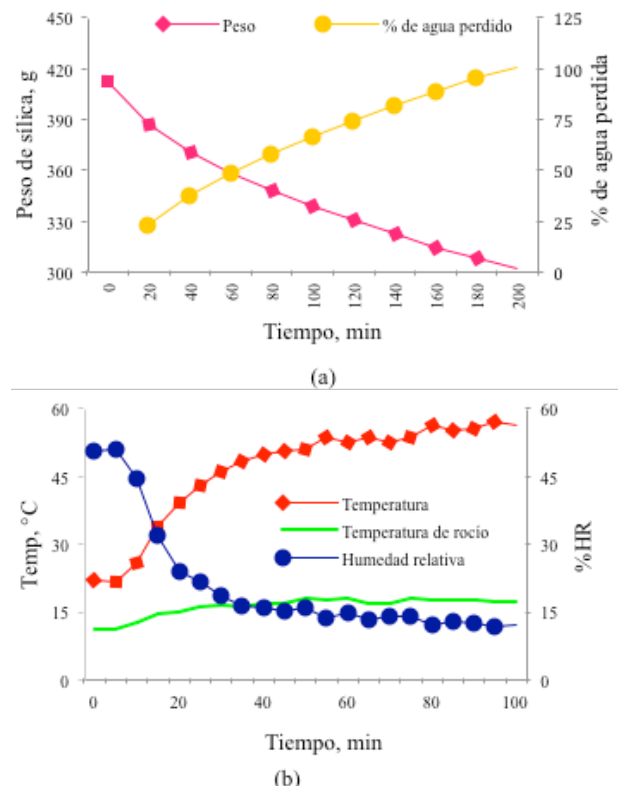 450
420
390
360
330
300
Peso de sílica, g
Peso
% de agua perdido
125
100
75
50
25
0
% de agua perdida
0 20 40 60 80 100 120 140 160 180 200
Tiempo, min
(a)
60
45
30
15
0
Temp, °C
Temperatura
Temperatura de rocio
Humedad relativa
60
45
30
15
0
%HR
0 20 40 60 80 100
Tiempo, min
(b)